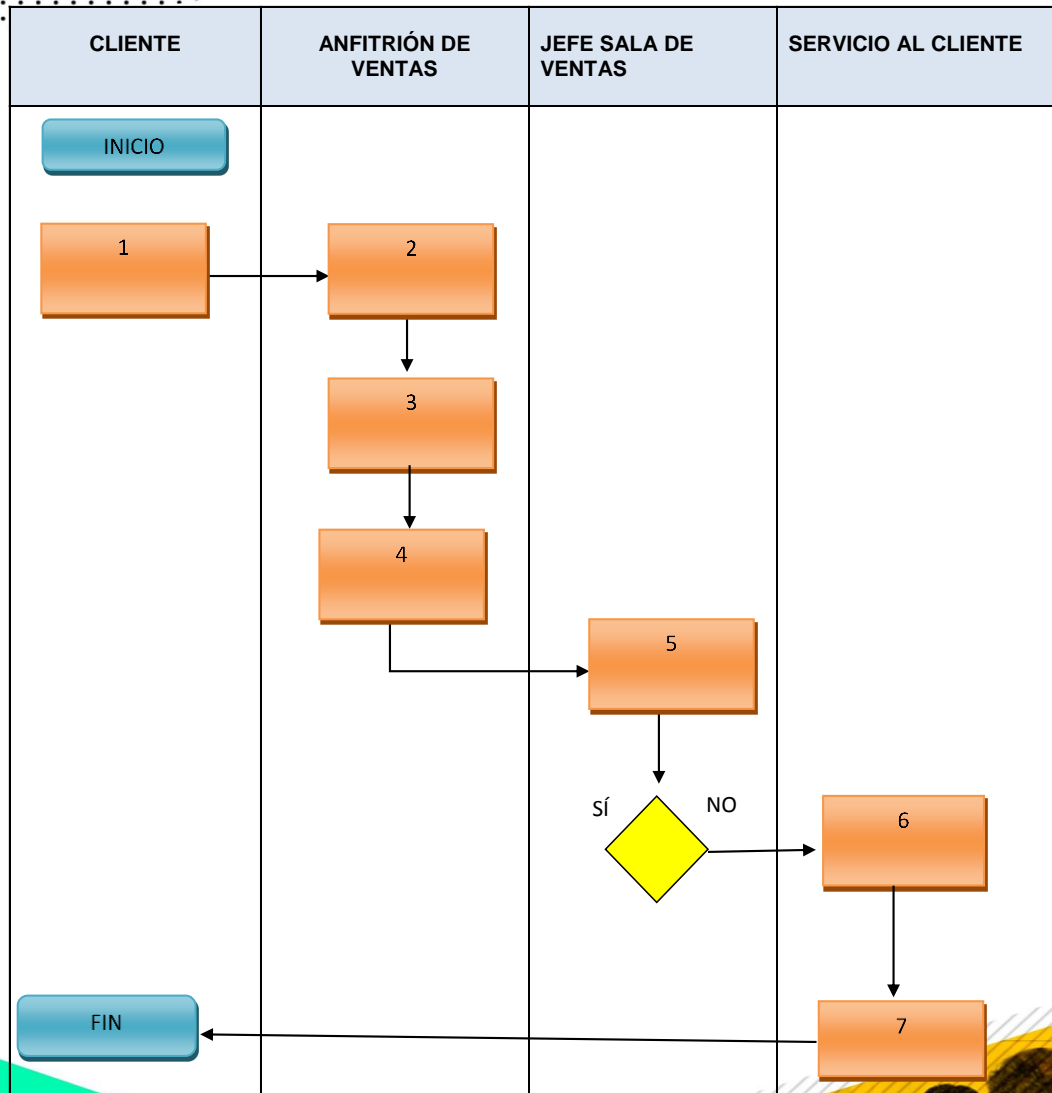 CLIENTE
ANFITRIÓN DE
VENTAS
JEFE SALA DE
VENTAS
SERVICIO AL CLIENTE
INICIO
1
2
3
4
5
SÍ
NO
6
FIN
7